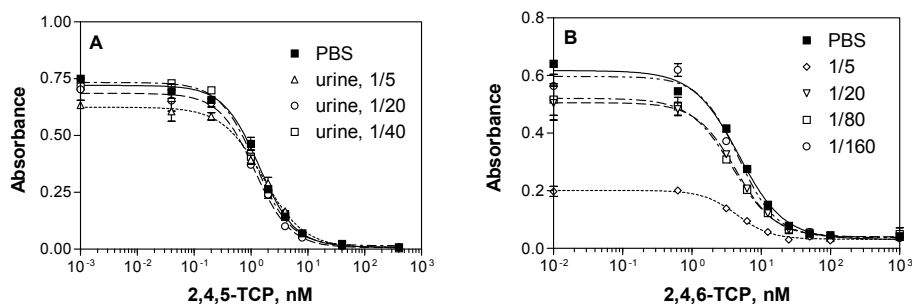 A
PBS
urine, 1/5
urine, 1/20
urine, 1/40
Absorbance
1.00
0.75
0.50
0.25
0.00
10⁻³ 10⁻² 10⁻¹ 10⁰ 10¹ 10² 10³
2,4,5-TCP, nM
B
PBS
1/5
1/20
1/80
1/160
Absorbance
0.8
0.6
0.4
0.2
0.0
10⁻² 10⁻¹ 10⁰ 10¹ 10² 10³
2,4,6-TCP, nM